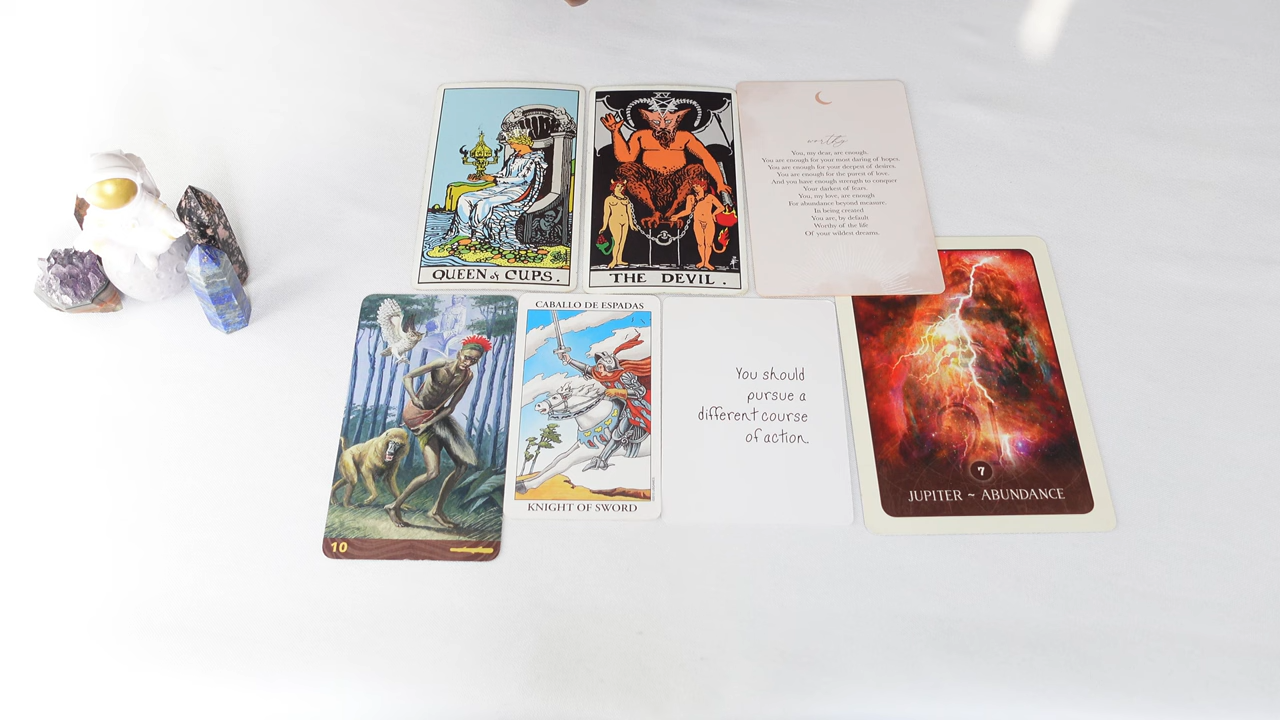 QUEEN of CUPS.
XV
THE DEVIL.
worthy
You, my dear, are enough.
You are enough for your most daring of hopes.
You are enough for your deepest of desires.
You are enough for the purest of love.
And you have enough strength to conquer
Your darkest of fears.
You, my love, are enough
For abundance beyond measure.
In being created
You are, by default
Worthy of the life
Of your wildest dreams.
10
CABALLO DE ESPADAS
KNIGHT OF SWORD
You should
pursue a
different course
of action.
7
JUPITER ~ ABUNDANCE